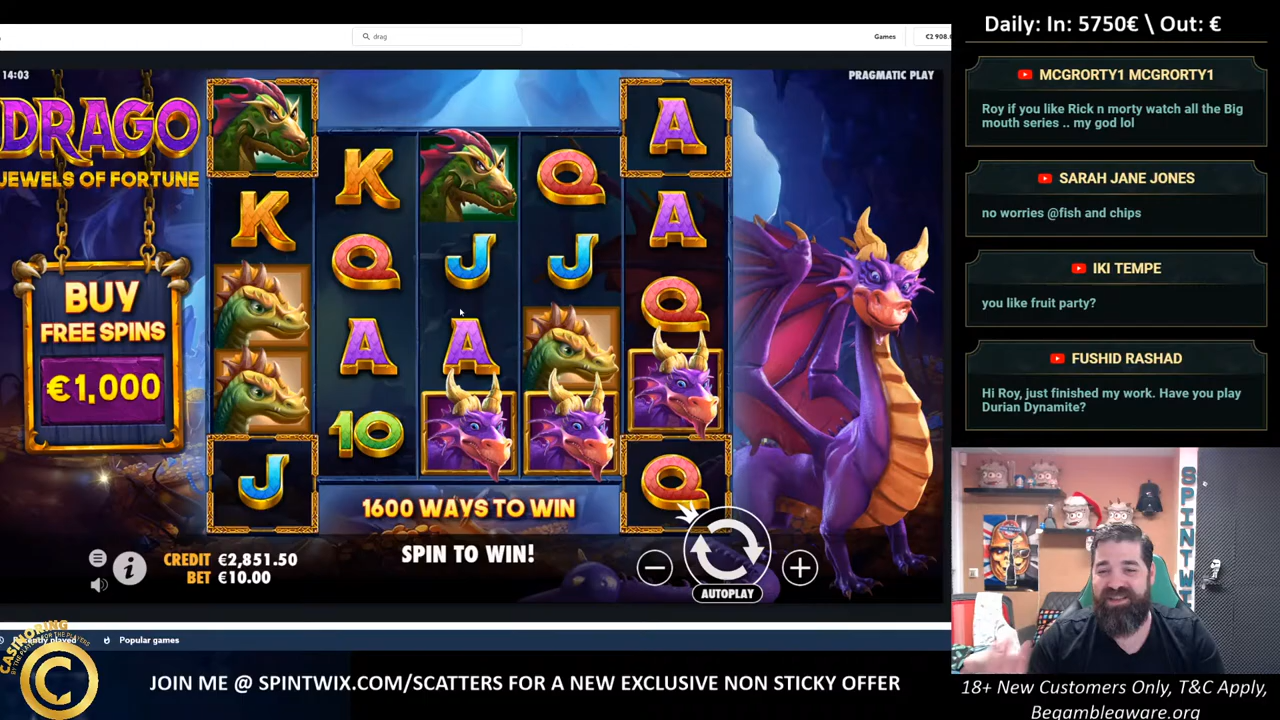 drag
Games
€2 908.
14:03
PRAGMATIC PLAY
DRAGO
JEWELS OF FORTUNE
BUY
FREE SPINS
€1,000
A
K
Q
K
A
Q
J
J
Q
A
A
10
J
Q
1600 WAYS TO WIN
CREDIT €2,851.50
BET €10.00
SPIN TO WIN!
AUTOPLAY
Popular games
CASINORING
JOIN ME @ SPINTWIX.COM/SCATTERS FOR A NEW EXCLUSIVE NON STICKY OFFER
Daily: In: 5750€ \ Out: €
MCGRORTY1 MCGRORTY1
Roy if you like Rick n morty watch all the Big
mouth series .. my god lol
SARAH JANE JONES
no worries @fish and chips
IKI TEMPE
you like fruit party?
FUSHID RASHAD
Hi Roy, just finished my work. Have you play
Durian Dynamite?
SPINTW
18+ New Customers Only, T&C Apply,
Begambleaware.org